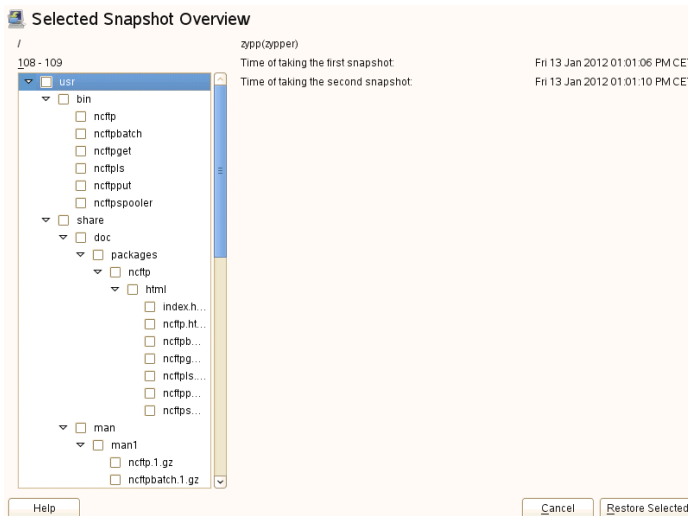 Selected Snapshot Overview
/
zypp(zypper)
108 - 109
Time of taking the first snapshot:
Fri 13 Jan 2012 01:01:06 PM CET
Time of taking the second snapshot:
Fri 13 Jan 2012 01:01:10 PM CET
usr
bin
ncftp
ncftpbatch
ncftpget
ncftpls
ncftpput
ncftpspooler
share
doc
packages
ncftp
html
index.h...
ncftp.ht...
ncftpb...
ncftpg...
ncftpls....
ncftpp...
ncftps...
man
man1
ncftp.1.gz
ncftpbatch.1.gz
Help
Cancel
Restore Selected